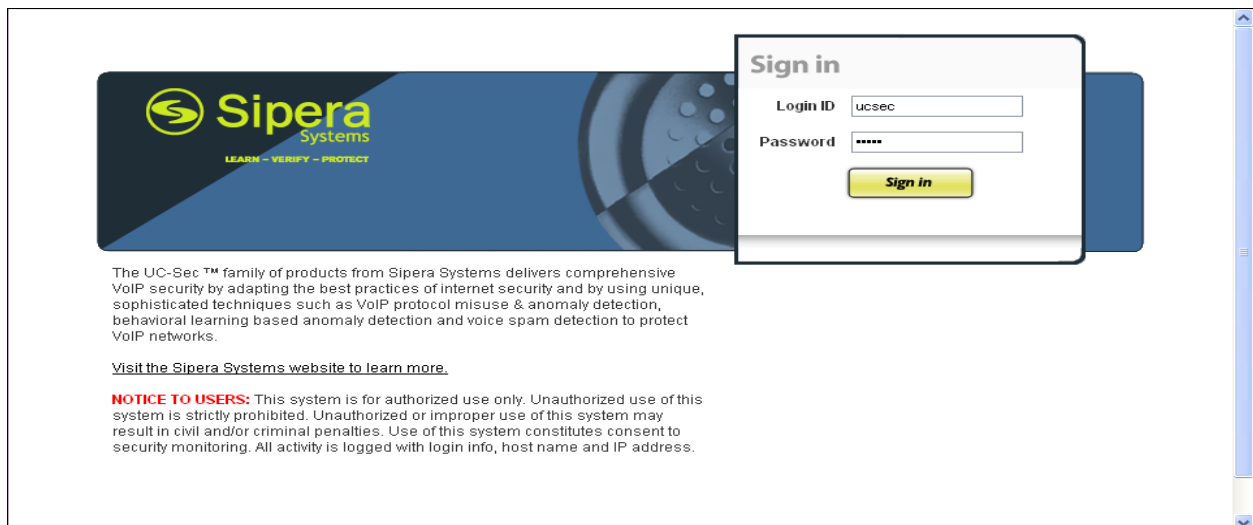 Sipera
Systems
LEARN – VERIFY – PROTECT
Sign in
Login ID ucsec
Password •••••
Sign in
The UC-Sec ™ family of products from Sipera Systems delivers comprehensive
VoIP security by adapting the best practices of internet security and by using unique,
sophisticated techniques such as VoIP protocol misuse & anomaly detection,
behavioral learning based anomaly detection and voice spam detection to protect
VoIP networks.
Visit the Sipera Systems website to learn more.
NOTICE TO USERS: This system is for authorized use only. Unauthorized use of this
system is strictly prohibited. Unauthorized or improper use of this system may
result in civil and/or criminal penalties. Use of this system constitutes consent to
security monitoring. All activity is logged with login info, host name and IP address.